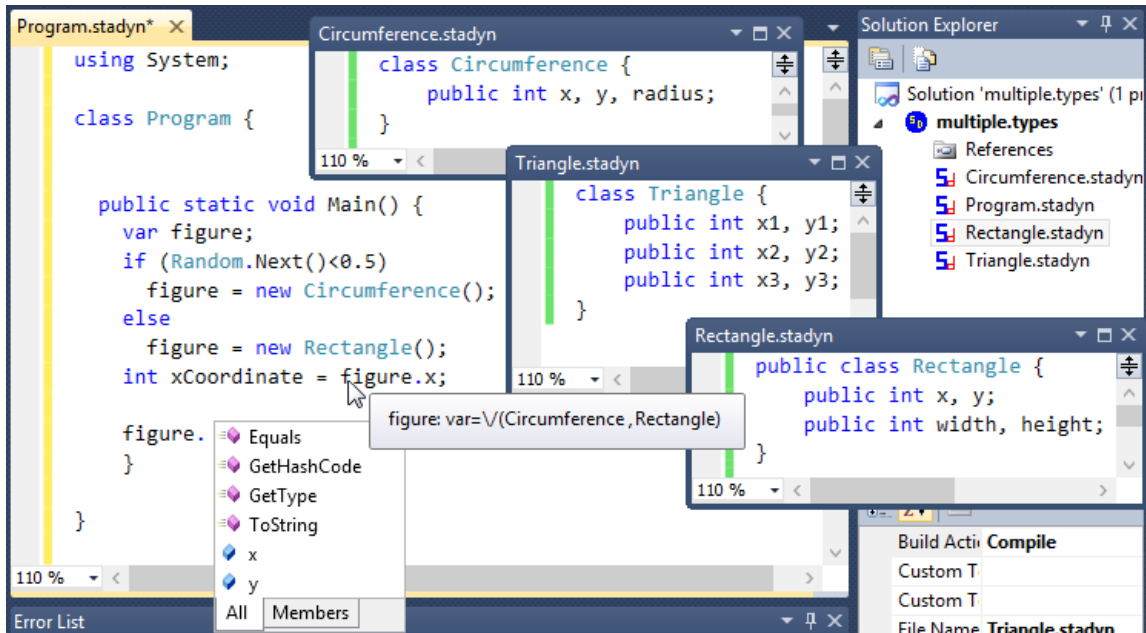 Program.stadyn*
using System;
class Program {
public static void Main() {
var figure;
if (Random.Next()<0.5)
figure = new Circumference();
else
figure = new Rectangle();
int xCoordinate = figure.x;
figure.
}
}
110 %
Equals
GetHashCode
GetType
ToString
x
y
All Members
figure: var=\/(Circumference,Rectangle)
Circumference.stadyn
class Circumference {
public int x, y, radius;
}
110 %
Triangle.stadyn
class Triangle {
public int x1, y1;
public int x2, y2;
public int x3, y3;
}
110 %
Rectangle.stadyn
public class Rectangle {
public int x, y;
public int width, height;
}
110 %
Solution Explorer
Solution 'multiple.types' (1 p
multiple.types
References
Circumference.stadyn
Program.stadyn
Rectangle.stadyn
Triangle.stadyn
Build Acti Compile
Custom T
Custom T
File Name Triangle.stadyn
Error List